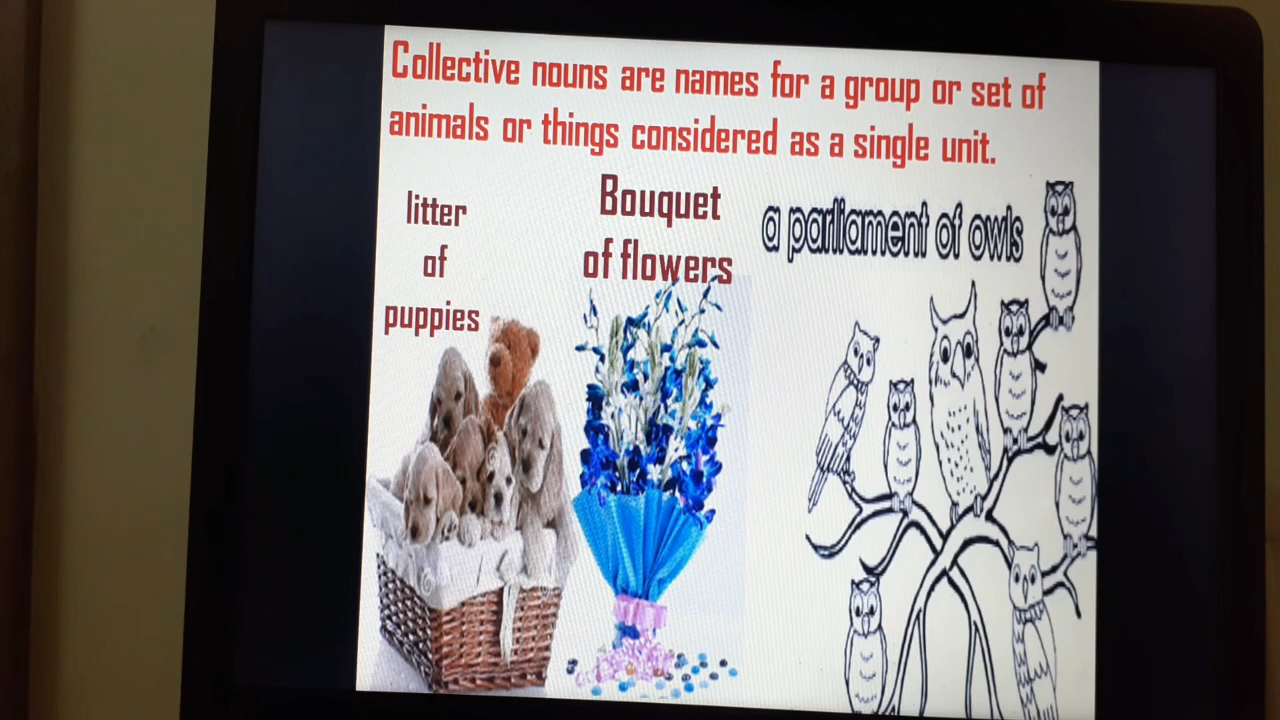 Collective nouns are names for a group or set of
animals or things considered as a single unit.
litter
of
puppies
Bouquet
of flowers
a parliament of owls